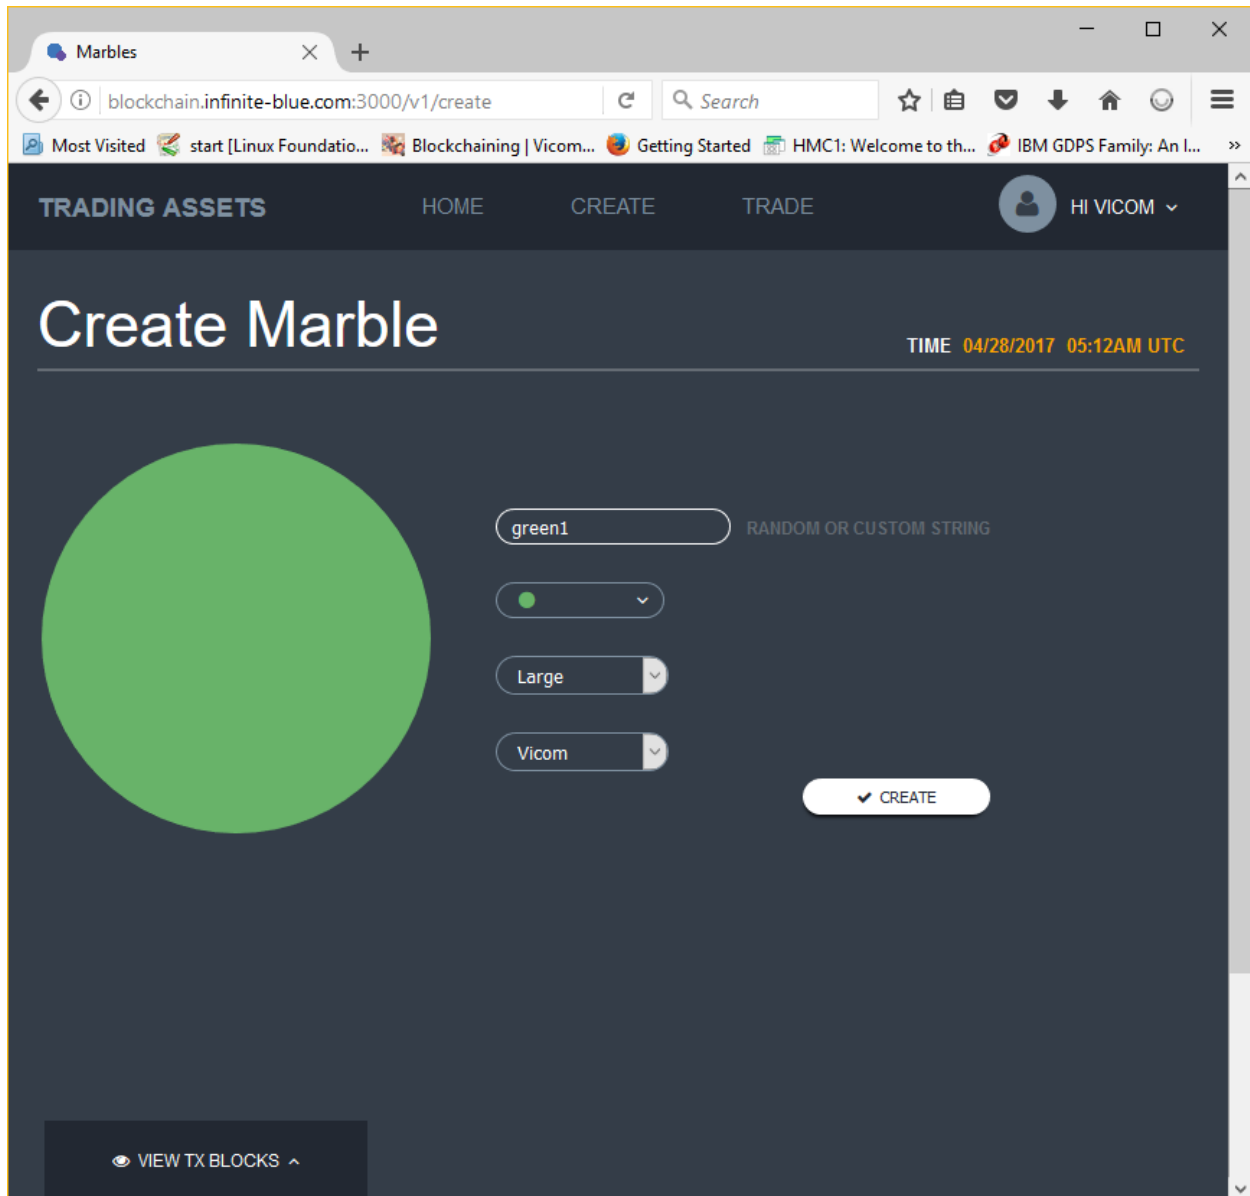 Marbles
blockchain.infinite-blue.com:3000/v1/create
Search
Most Visited start [Linux Foundatio... Blockchaining | Vicom... Getting Started HMC1: Welcome to th... IBM GDPS Family: An I... »
TRADING ASSETS HOME CREATE TRADE HI VICOM
Create Marble
TIME 04/28/2017 05:12AM UTC
green1 RANDOM OR CUSTOM STRING
Large
Vicom
CREATE
VIEW TX BLOCKS